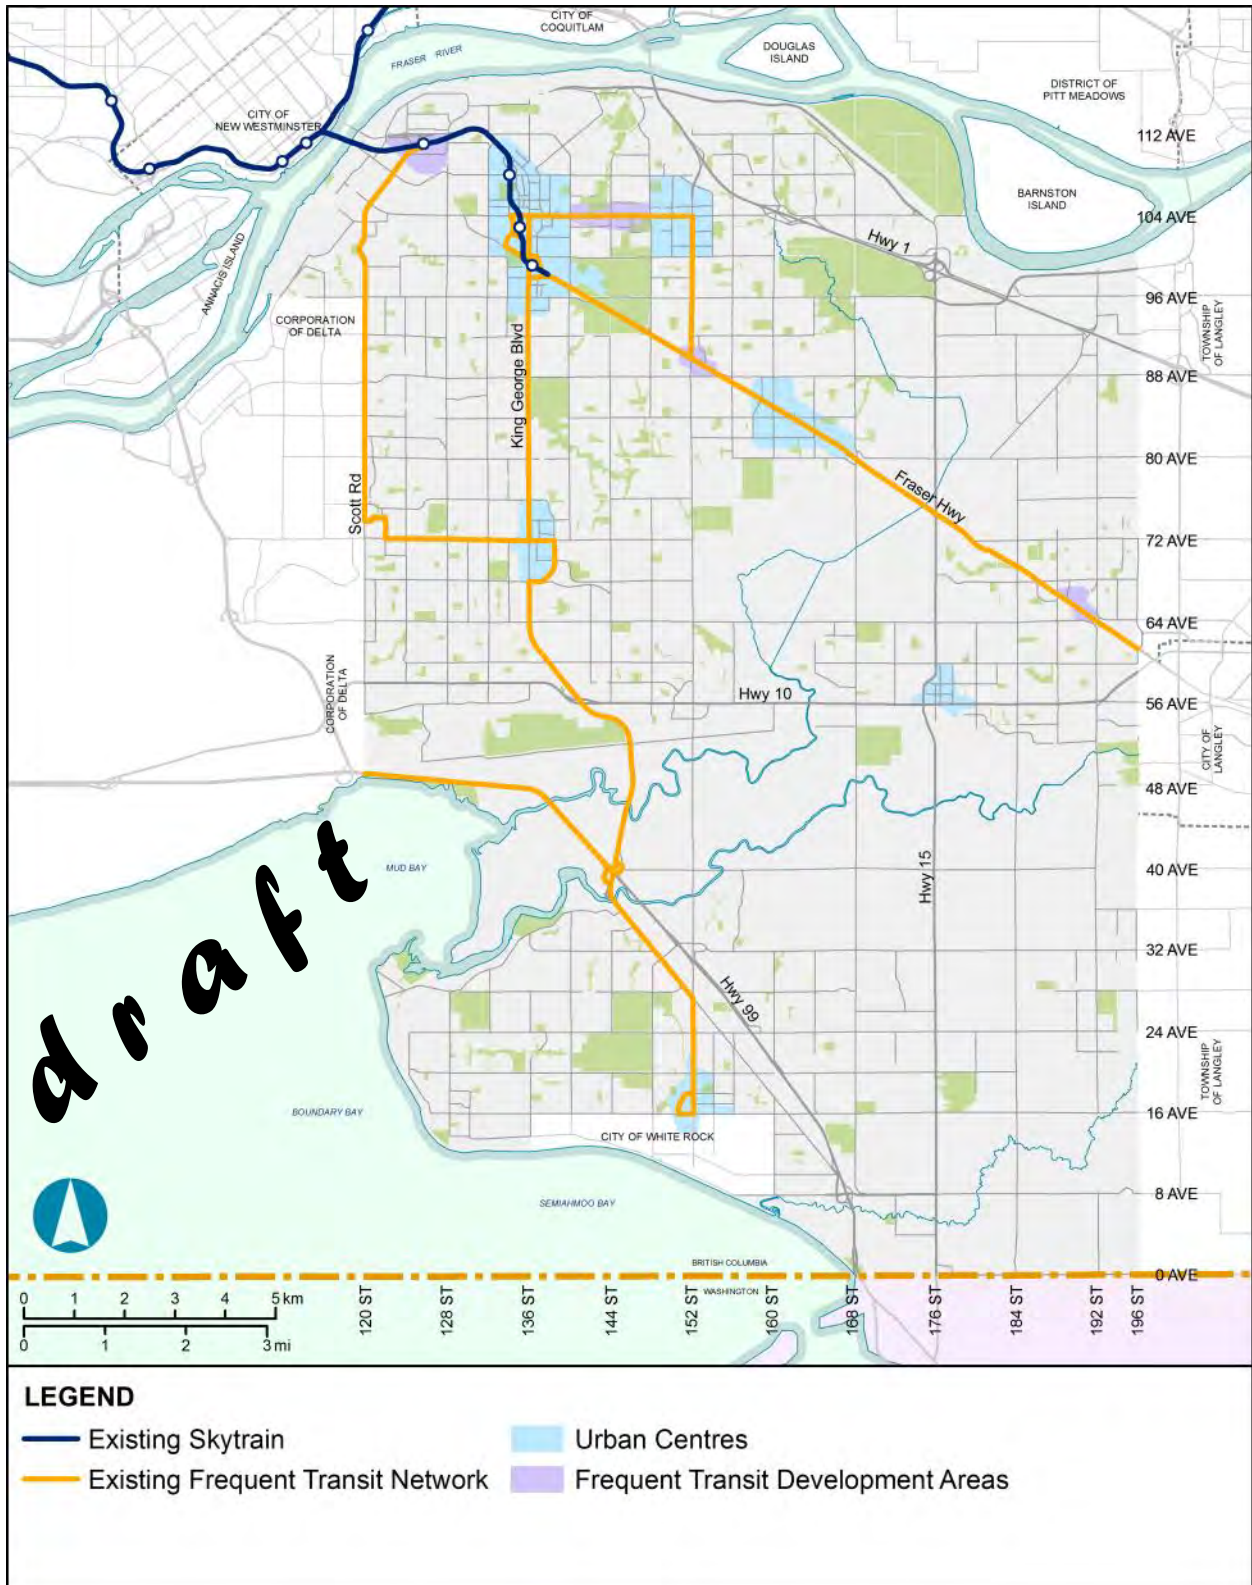 CITY OF
COQUITLAM
FRASER RIVER
DOUGLAS
ISLAND
DISTRICT OF
PITT MEADOWS
CITY OF
NEW WESTMINSTER
112 AVE
BARNSTON
ISLAND
104 AVE
Hwy 1
ANNACIS ISLAND
96 AVE
CORPORATION
OF DELTA
TOWNSHIP
OF LANGLEY
King George Blvd
88 AVE
80 AVE
Scott Rd
Fraser Hwy
72 AVE
64 AVE
CORPORATION
OF DELTA
Hwy 10
56 AVE
CITY OF
LANGLEY
48 AVE
draft
MUD BAY
Hwy 15
40 AVE
32 AVE
Hwy 99
24 AVE
TOWNSHIP
OF LANGLEY
BOUNDARY BAY
16 AVE
CITY OF WHITE ROCK
SEMIAHMOO BAY
8 AVE
BRITISH COLUMBIA
0 AVE
WASHINGTON
0 1 2 3 4 5 km
0 1 2 3 mi
120 ST
128 ST
136 ST
144 ST
152 ST
160 ST
168 ST
176 ST
184 ST
192 ST
196 ST
LEGEND
Existing Skytrain
Urban Centres
Existing Frequent Transit Network
Frequent Transit Development Areas